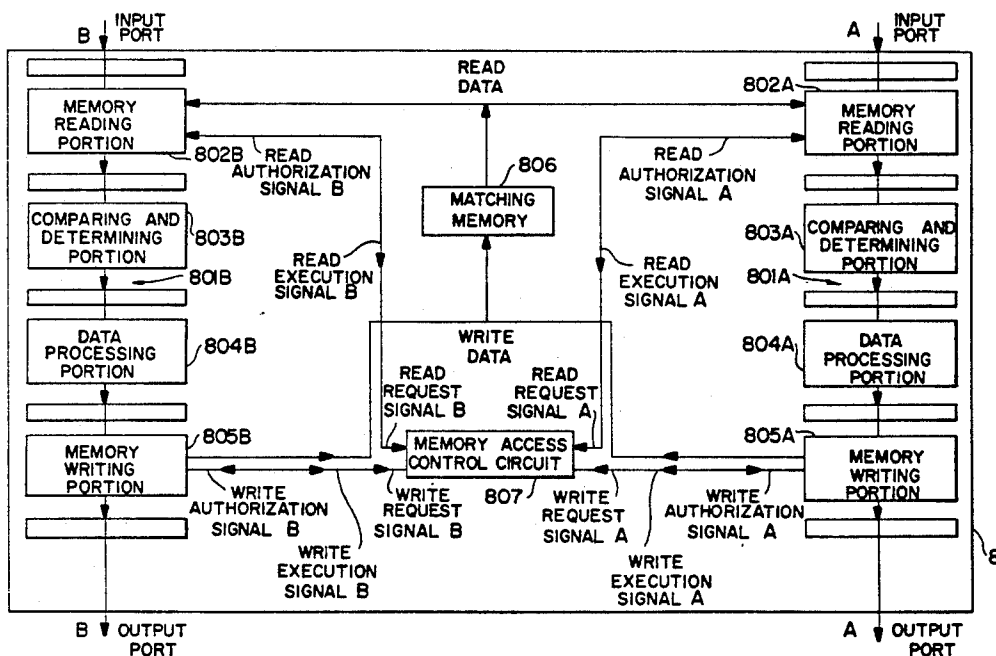 B INPUT PORT
A INPUT PORT
READ DATA
802A
MEMORY READING PORTION
MEMORY READING PORTION
802B
READ AUTHORIZATION SIGNAL B
806
READ AUTHORIZATION SIGNAL A
MATCHING MEMORY
COMPARING AND DETERMINING PORTION
803B
803A
COMPARING AND DETERMINING PORTION
READ EXECUTION SIGNAL B
READ EXECUTION SIGNAL A
801B
801A
WRITE DATA
DATA PROCESSING PORTION
804B
804A
DATA PROCESSING PORTION
READ REQUEST SIGNAL B
READ REQUEST SIGNAL A
805B
805A
MEMORY WRITING PORTION
MEMORY ACCESS CONTROL CIRCUIT
MEMORY WRITING PORTION
807
WRITE AUTHORIZATION SIGNAL B
WRITE REQUEST SIGNAL B
WRITE REQUEST SIGNAL A
WRITE AUTHORIZATION SIGNAL A
WRITE EXECUTION SIGNAL B
WRITE EXECUTION SIGNAL A
8
B OUTPUT PORT
A OUTPUT PORT